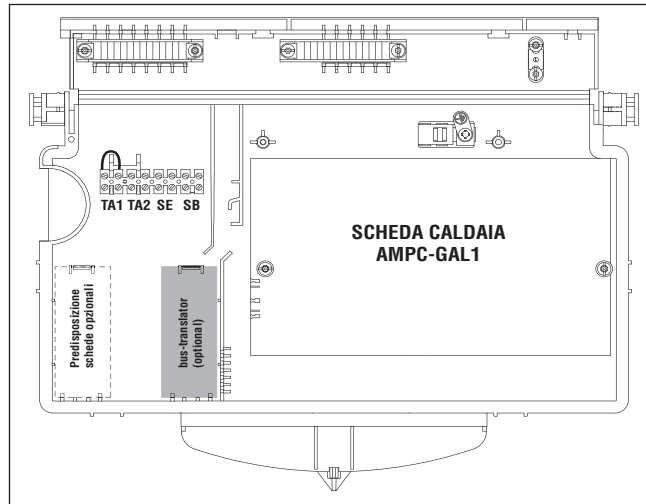 TA1 TA2 SE SB
SCHEDA CALDAIA
AMPC-GAL1
Predisposizione
schede opzionali
bus-translator
(optional)